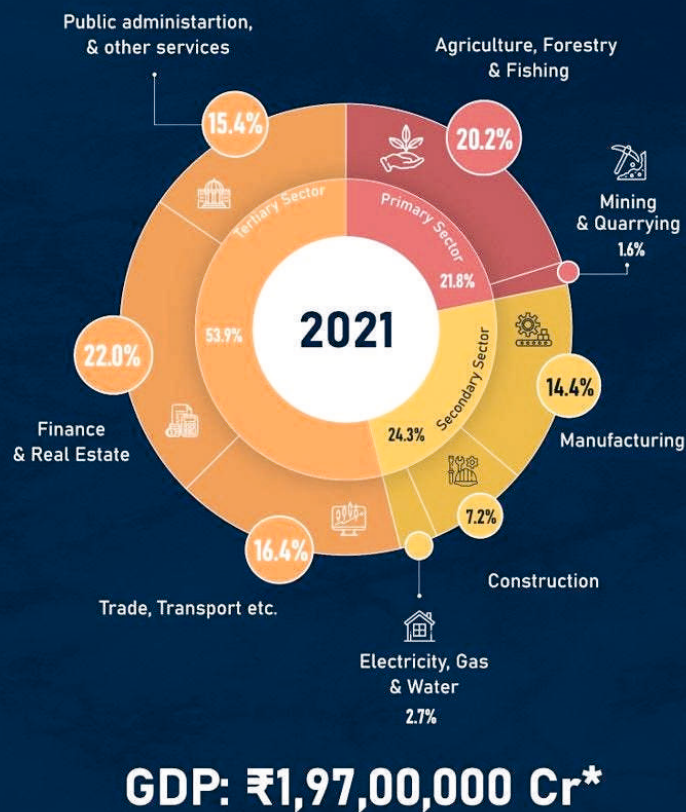 Public administartion,
& other services
15.4%
Agriculture, Forestry
& Fishing
20.2%
Mining
& Quarrying
1.6%
Tertiary Sector
53.9%
Primary Sector
21.8%
2021
Secondary Sector
24.3%
14.4%
Manufacturing
22.0%
Finance
& Real Estate
7.2%
Construction
16.4%
Trade, Transport etc.
Electricity, Gas
& Water
2.7%
GDP: ₹1,97,00,000 Cr*